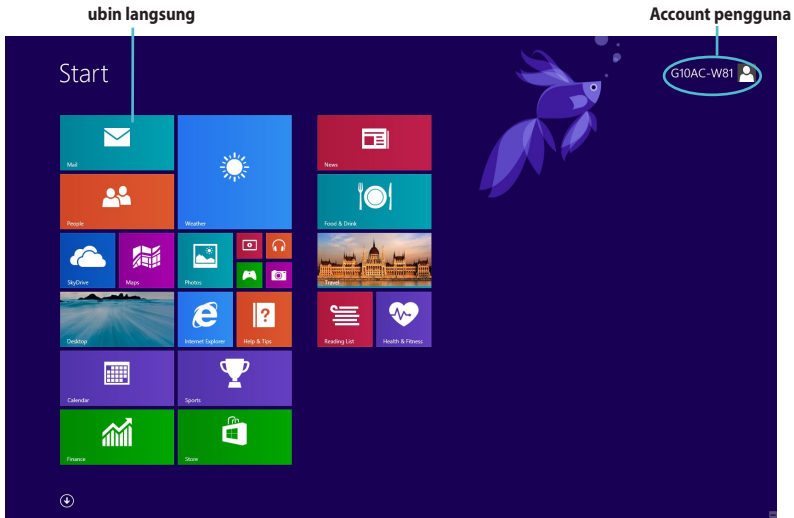 ubin langsung
Account pengguna
Start
G10AC-W81
Mail
People
Weather
SkyDrive
Maps
Photos
Desktop
Internet Explorer
Help & Tips
Calendar
Sports
Finance
Store
News
Food & Drink
Travel
Reading List
Health & Fitness